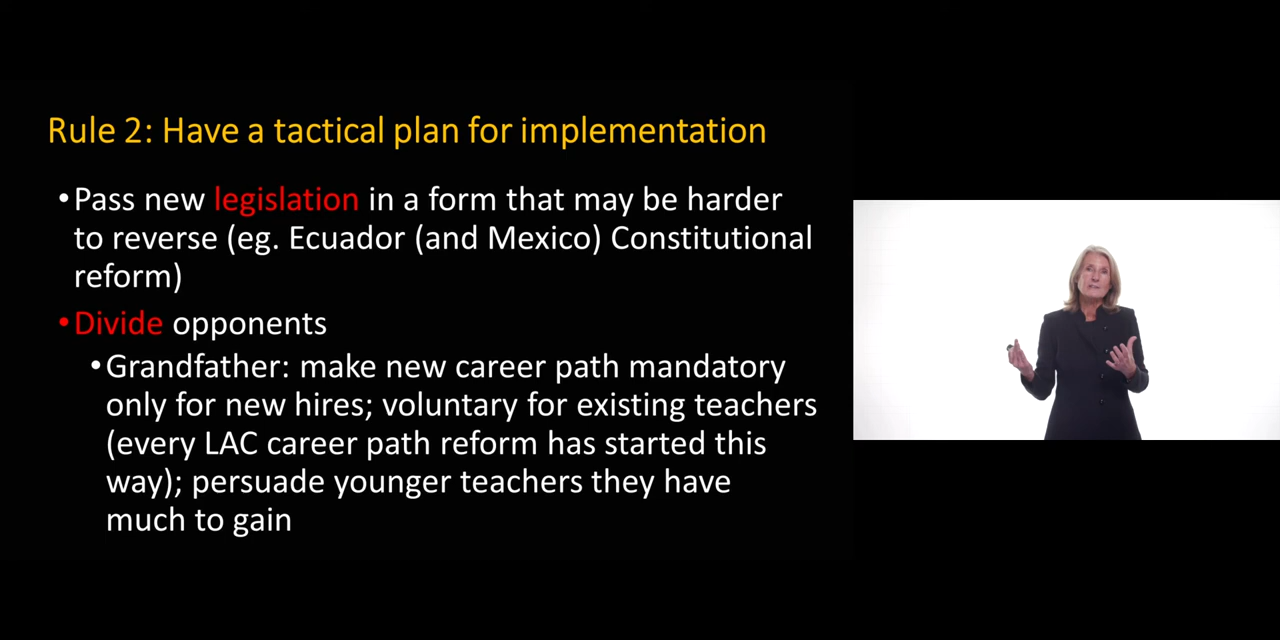 Rule 2: Have a tactical plan for implementation
•Pass new legislation in a form that may be harder
to reverse (eg. Ecuador (and Mexico) Constitutional
reform)
•Divide opponents
•Grandfather: make new career path mandatory
only for new hires; voluntary for existing teachers
(every LAC career path reform has started this
way); persuade younger teachers they have
much to gain